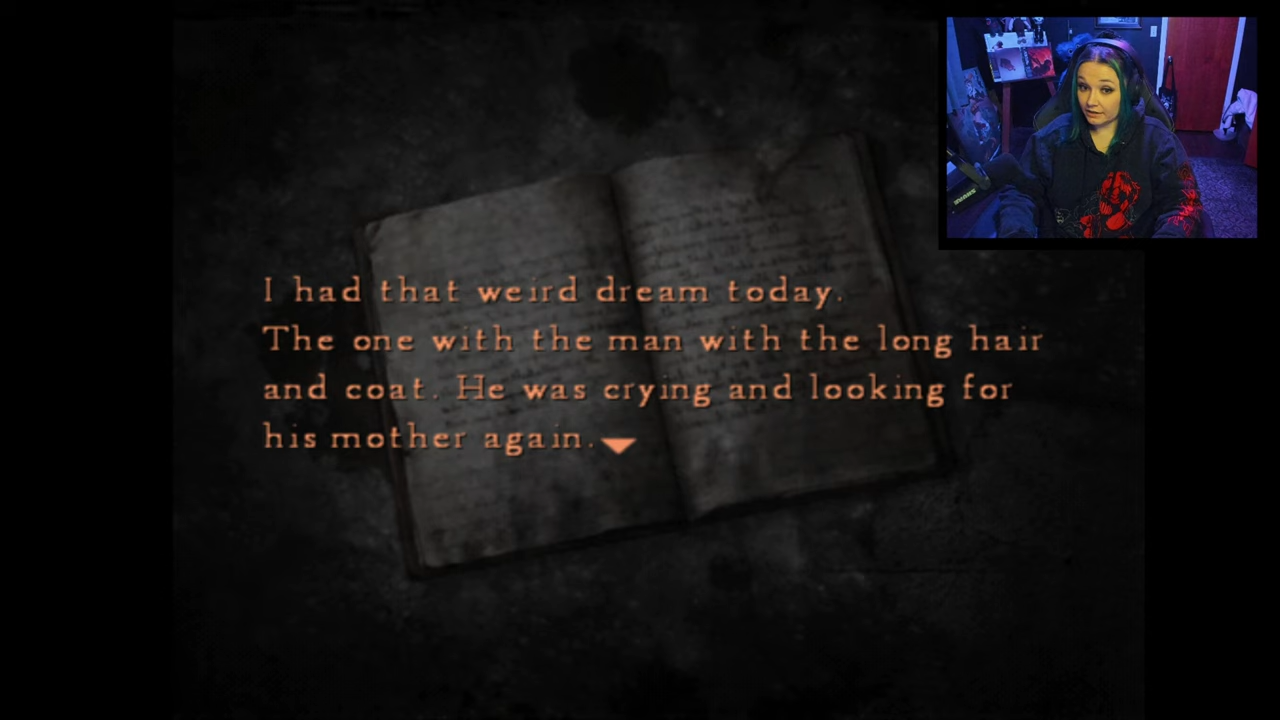 I had that weird dream today.
The one with the man with the long hair
and coat. He was crying and looking for
his mother again.